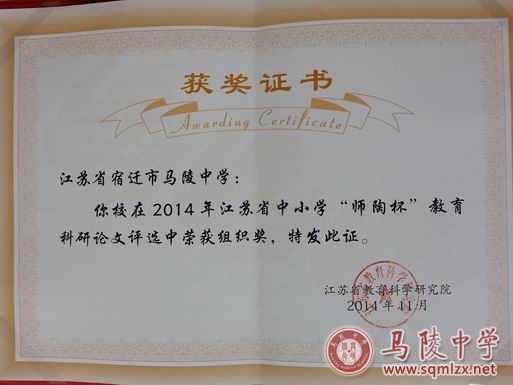 获奖证书
Awarding Certificate
江苏省宿迁市马陵中学：
你校在2014年江苏省中小学“师陶杯”教育
科研论文评选中荣获组织奖，特发此证。
江苏省教育科学研究院
2014年11月
马陵中学
www.sqmlzx.net